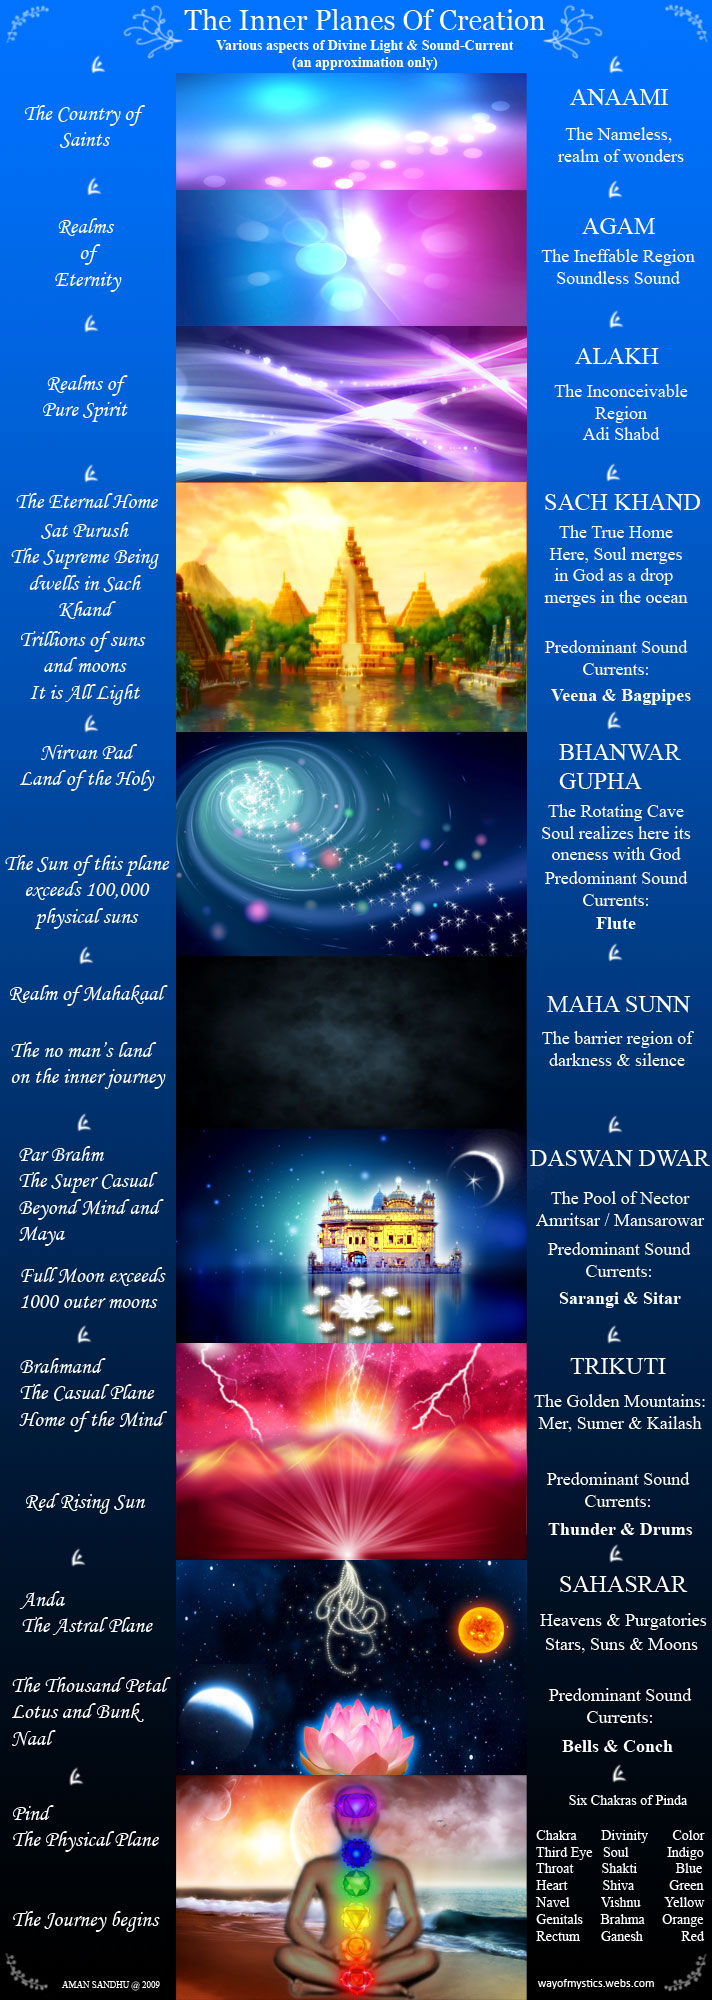 The Inner Planes Of Creation
Various aspects of Divine Light & Sound-Current
(an approximation only)
The Country of
Saints
ANAAMI
The Nameless,
realm of wonders
Realms
of
Eternity
AGAM
The Ineffable Region
Soundless Sound
Realms of
Pure Spirit
ALAKH
The Inconceivable
Region
Adi Shabd
The Eternal Home
Sat Purush
The Supreme Being
dwells in Sach
Khand
Trillions of suns
and moons
It is All Light
SACH KHAND
The True Home
Here, Soul merges
in God as a drop
merges in the ocean
Predominant Sound
Currents:
Veena & Bagpipes
Nirvan Pad
Land of the Holy
The Sun of this plane
exceeds 100,000
physical suns
BHANWAR
GUPHA
The Rotating Cave
Soul realizes here its
oneness with God
Predominant Sound
Currents:
Flute
Realm of Mahakaal
The no man's land
on the inner journey
MAHA SUNN
The barrier region of
darkness & silence
Par Brahm
The Super Casual
Beyond Mind and
Maya
Full Moon exceeds
1000 outer moons
DASWAN DWAR
The Pool of Nector
Amritsar / Mansarowar
Predominant Sound
Currents:
Sarangi & Sitar
Brahmand
The Casual Plane
Home of the Mind
Red Rising Sun
TRIKUTI
The Golden Mountains:
Mer, Sumer & Kailash
Predominant Sound
Currents:
Thunder & Drums
Anda
The Astral Plane
The Thousand Petal
Lotus and Bunk
Naal
SAHASRAR
Heavens & Purgatories
Stars, Suns & Moons
Predominant Sound
Currents:
Bells & Conch
Pind
The Physical Plane
The Journey begins
Six Chakras of Pinda
Chakra Divinity Color
Third Eye Soul Indigo
Throat Shakti Blue
Heart Shiva Green
Navel Vishnu Yellow
Genitals Brahma Orange
Rectum Ganesh Red
AMAN SANDHU @ 2009
wayofmystics.webs.com